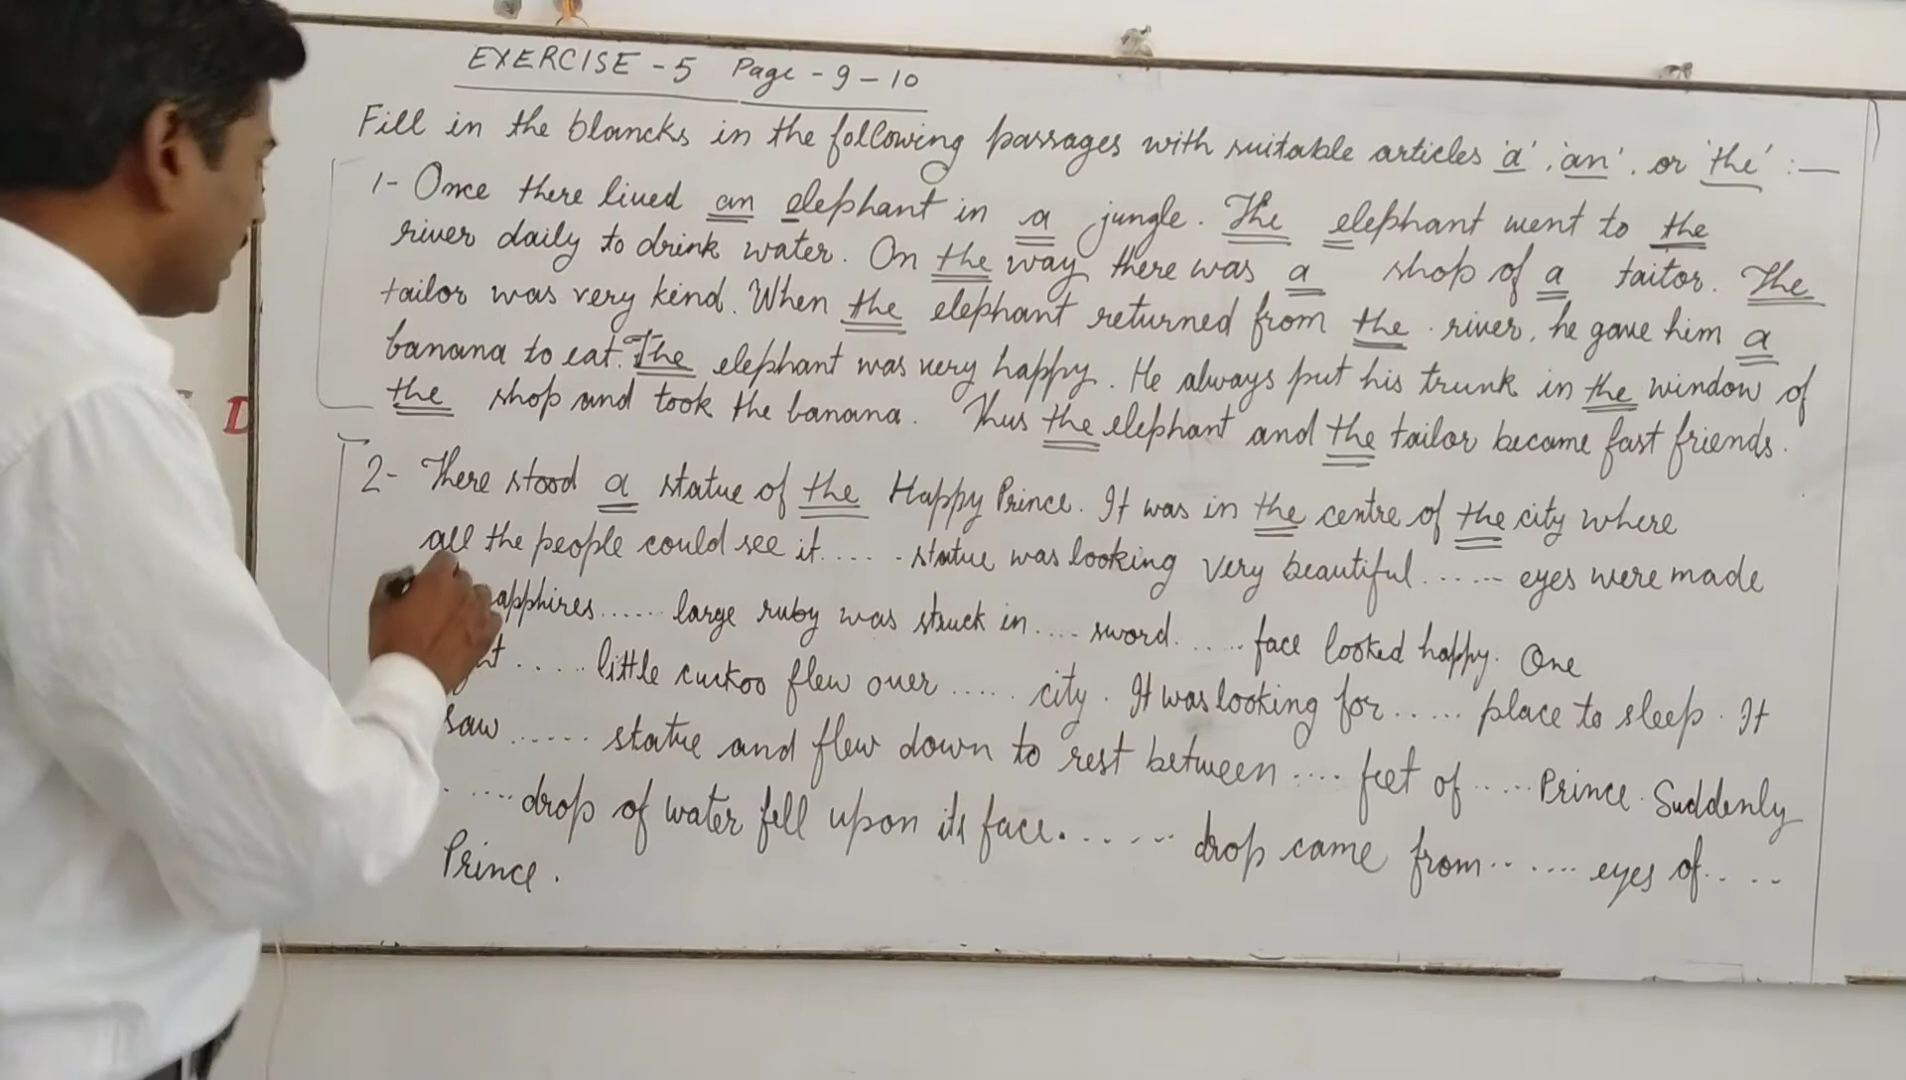 EXERCISE - 5 Page - 9 - 10
Fill in the blancks in the following passages with suitable articles 'a', 'an', or 'the' :—
1- Once there lived an elephant in a jungle. The elephant went to the
river daily to drink water. On the way there was a shop of a taitor. The
tailor was very kind. When the elephant returned from the river, he gave him a
banana to eat. The elephant was very happy. He always put his trunk in the window of
the shop and took the banana. Thus the elephant and the tailor became fast friends.
2- There stood a statue of the Happy Prince. It was in the centre of the city where
all the people could see it..... statue was looking very beautiful...... eyes were made
apphires...... large ruby was struck in.... sword..... face looked happy. One
..... little cuckoo flew over ..... city. It was looking for ..... place to sleep. It
saw ..... statue and flew down to rest between .... feet of ..... Prince. Suddenly
..... drop of water fell upon its face...... drop came from...... eyes of....
Prince.
D